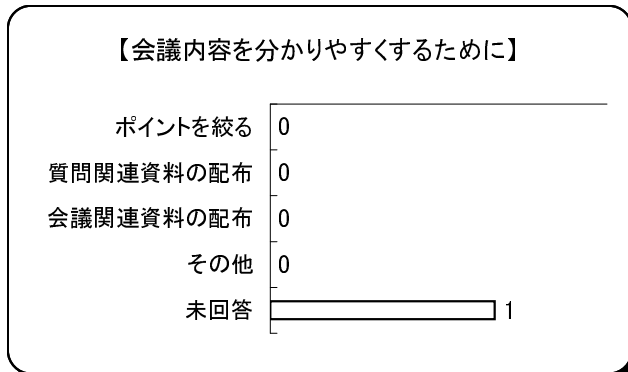 【会議内容を分かりやすくするために】
ポイントを絞る 0
質問関連資料の配布 0
会議関連資料の配布 0
その他 0
未回答 1